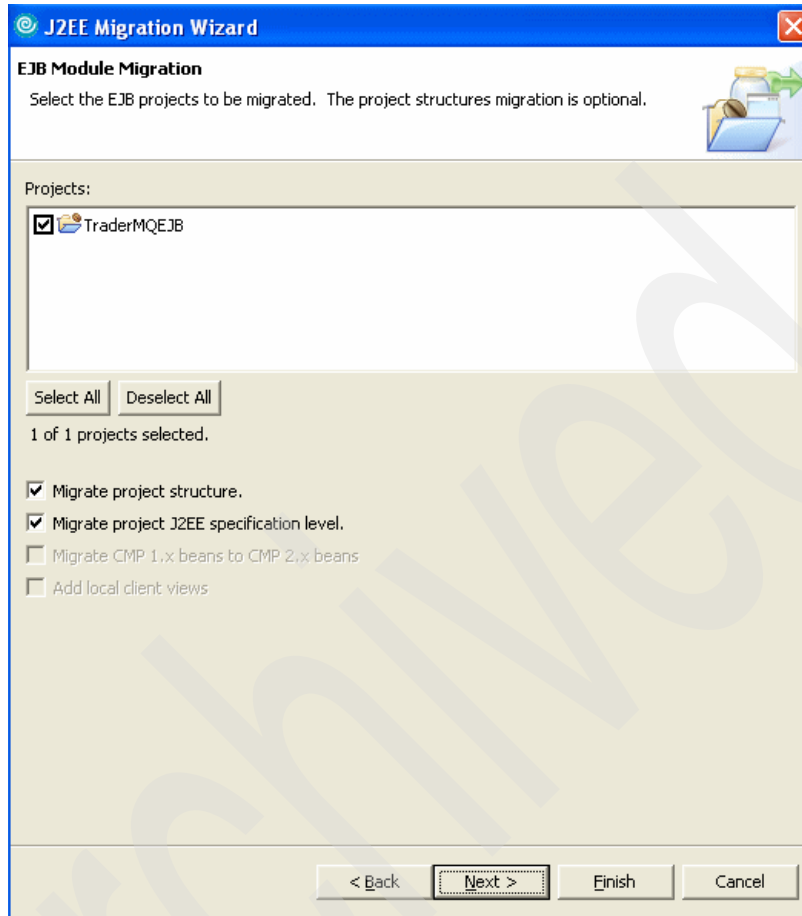 J2EE Migration Wizard
EJB Module Migration
Select the EJB projects to be migrated. The project structures migration is optional.
Projects:
TraderMQEJB
Select All Deselect All
1 of 1 projects selected.
Migrate project structure.
Migrate project J2EE specification level.
Migrate CMP 1.x beans to CMP 2.x beans
Add local client views
< Back Next > Finish Cancel